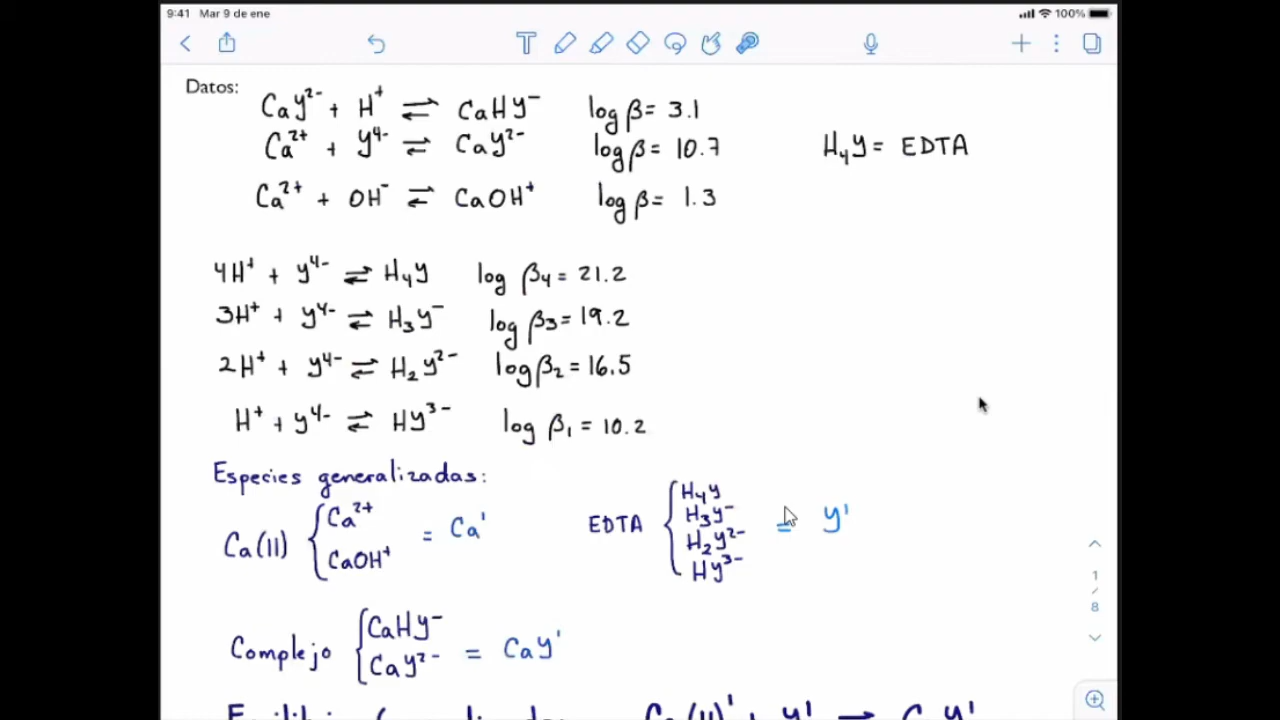 9:41 Mar 9 de ene 100%
Datos:
CaY²⁻ + H⁺ ⇌ CaHY⁻ log β = 3.1
Ca²⁺ + Y⁴⁻ ⇌ CaY²⁻ log β = 10.7 H₄Y = EDTA
Ca²⁺ + OH⁻ ⇌ CaOH⁺ log β = 1.3
4H⁺ + Y⁴⁻ ⇌ H₄Y log β₄ = 21.2
3H⁺ + Y⁴⁻ ⇌ H₃Y⁻ log β₃ = 19.2
2H⁺ + Y⁴⁻ ⇌ H₂Y²⁻ log β₂ = 16.5
H⁺ + Y⁴⁻ ⇌ HY³⁻ log β₁ = 10.2
Especies generalizadas:
Ca(II) { Ca²⁺
CaOH⁺ = Ca'
EDTA { H₄Y
H₃Y⁻
H₂Y²⁻
HY³⁻ = Y'
1
/
8
Complejo { CaHY⁻
CaY²⁻ = CaY'
Ca(II)' + Y' ⇌ CaY'